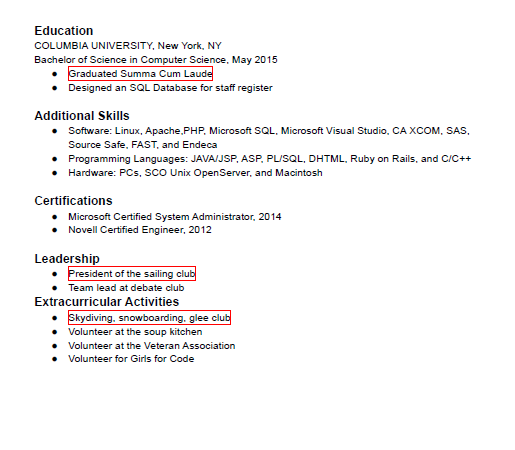 Education
COLUMBIA UNIVERSITY, New York, NY
Bachelor of Science in Computer Science, May 2015
● Graduated Summa Cum Laude
● Designed an SQL Database for staff register
Additional Skills
● Software: Linux, Apache,PHP, Microsoft SQL, Microsoft Visual Studio, CA XCOM, SAS,
Source Safe, FAST, and Endeca
● Programming Languages: JAVA/JSP, ASP, PL/SQL, DHTML, Ruby on Rails, and C/C++
● Hardware: PCs, SCO Unix OpenServer, and Macintosh
Certifications
● Microsoft Certified System Administrator, 2014
● Novell Certified Engineer, 2012
Leadership
● President of the sailing club
● Team lead at debate club
Extracurricular Activities
● Skydiving, snowboarding, glee club
● Volunteer at the soup kitchen
● Volunteer at the Veteran Association
● Volunteer for Girls for Code